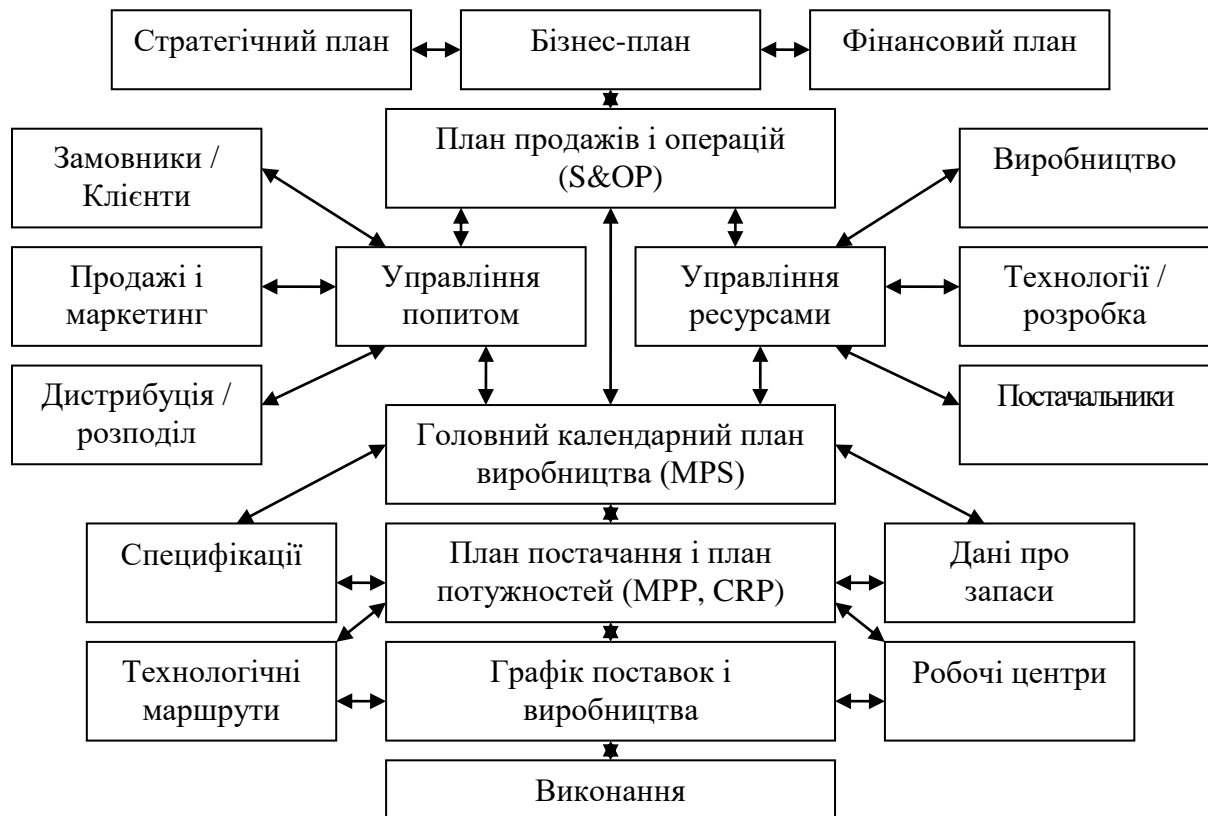 Стратегічний план
Бізнес-план
Фінансовий план
План продажів і операцій
(S&OP)
Замовники /
Клієнти
Виробництво
Продажі і
маркетинг
Управління
попитом
Управління
ресурсами
Технології /
розробка
Дистрибуція /
розподіл
Постачальники
Головний календарний план
виробництва (MPS)
Специфікації
План постачання і план
потужностей (MPP, CRP)
Дані про
запаси
Технологічні
маршрути
Графік поставок і
виробництва
Робочі центри
Виконання